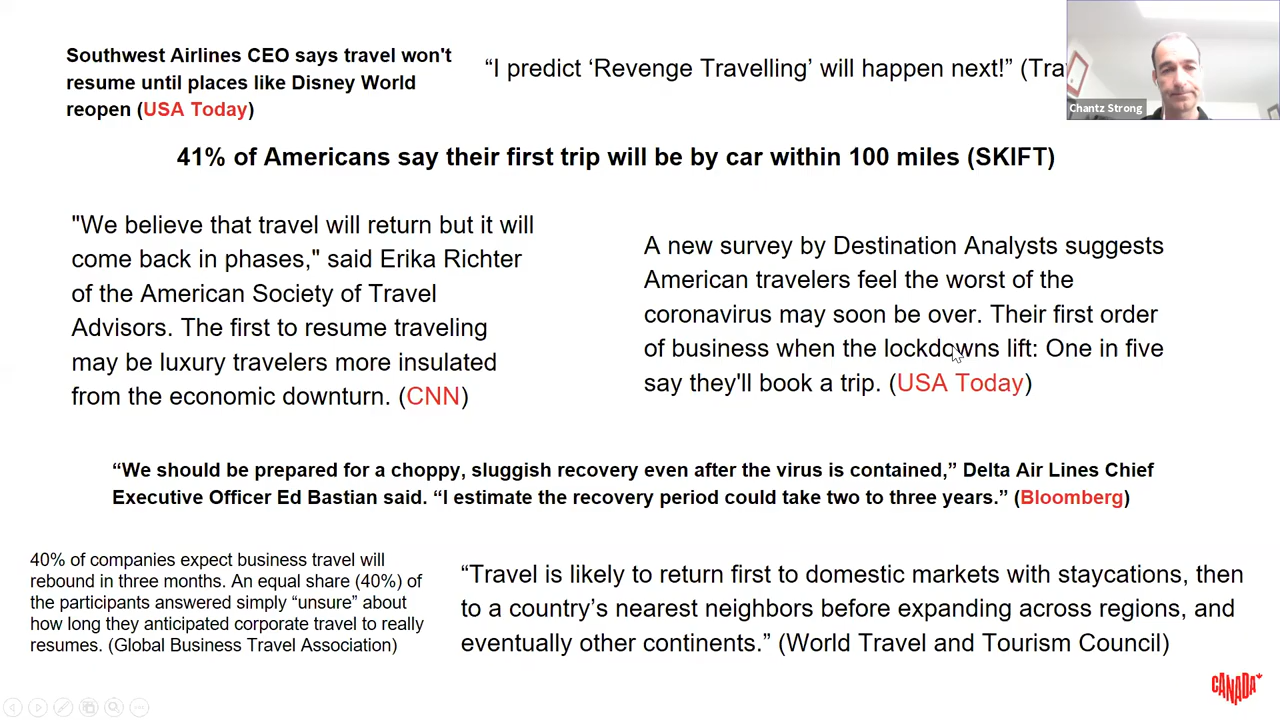 Southwest Airlines CEO says travel won't
resume until places like Disney World
reopen (USA Today)
“I predict ‘Revenge Travelling’ will happen next!” (Tra
Chantz Strong
41% of Americans say their first trip will be by car within 100 miles (SKIFT)
"We believe that travel will return but it will
come back in phases," said Erika Richter
of the American Society of Travel
Advisors. The first to resume traveling
may be luxury travelers more insulated
from the economic downturn. (CNN)
A new survey by Destination Analysts suggests
American travelers feel the worst of the
coronavirus may soon be over. Their first order
of business when the lockdowns lift: One in five
say they'll book a trip. (USA Today)
“We should be prepared for a choppy, sluggish recovery even after the virus is contained,” Delta Air Lines Chief
Executive Officer Ed Bastian said. “I estimate the recovery period could take two to three years.” (Bloomberg)
40% of companies expect business travel will
rebound in three months. An equal share (40%) of
the participants answered simply “unsure” about
how long they anticipated corporate travel to really
resumes. (Global Business Travel Association)
“Travel is likely to return first to domestic markets with staycations, then
to a country’s nearest neighbors before expanding across regions, and
eventually other continents.” (World Travel and Tourism Council)
CANADA